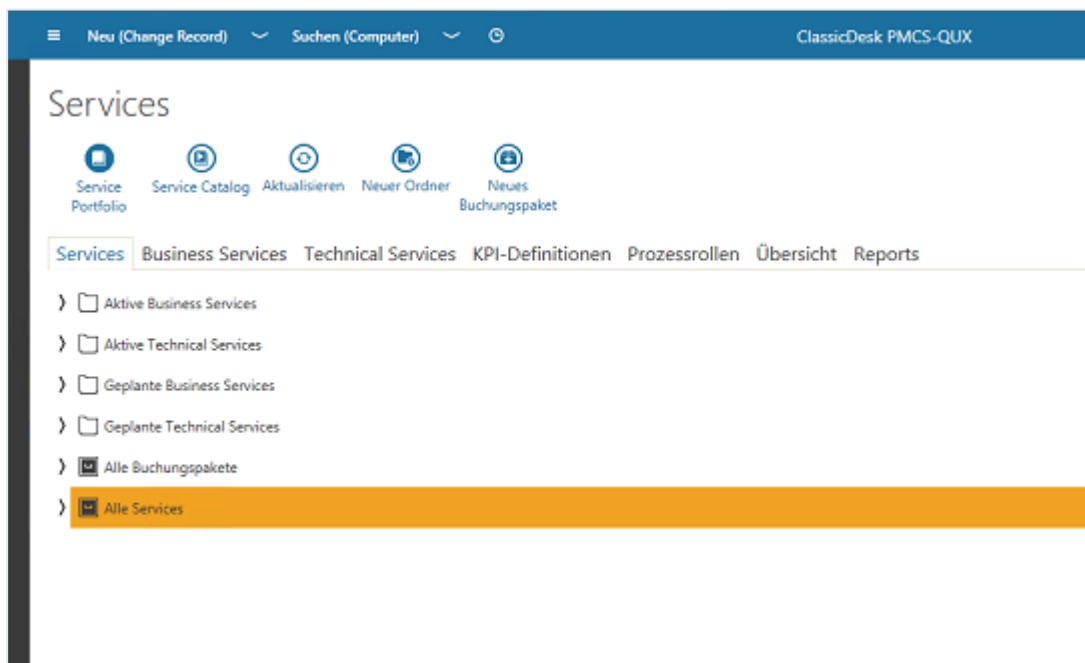 Neu (Change Record) Suchen (Computer) ClassicDesk PMCS-QUX
Services
Service Portfolio Service Catalog Aktualisieren Neuer Ordner Neues Buchungspaket
Services Business Services Technical Services KPI-Definitionen Prozessrollen Übersicht Reports
Aktive Business Services
Aktive Technical Services
Geplante Business Services
Geplante Technical Services
Alle Buchungspakete
Alle Services